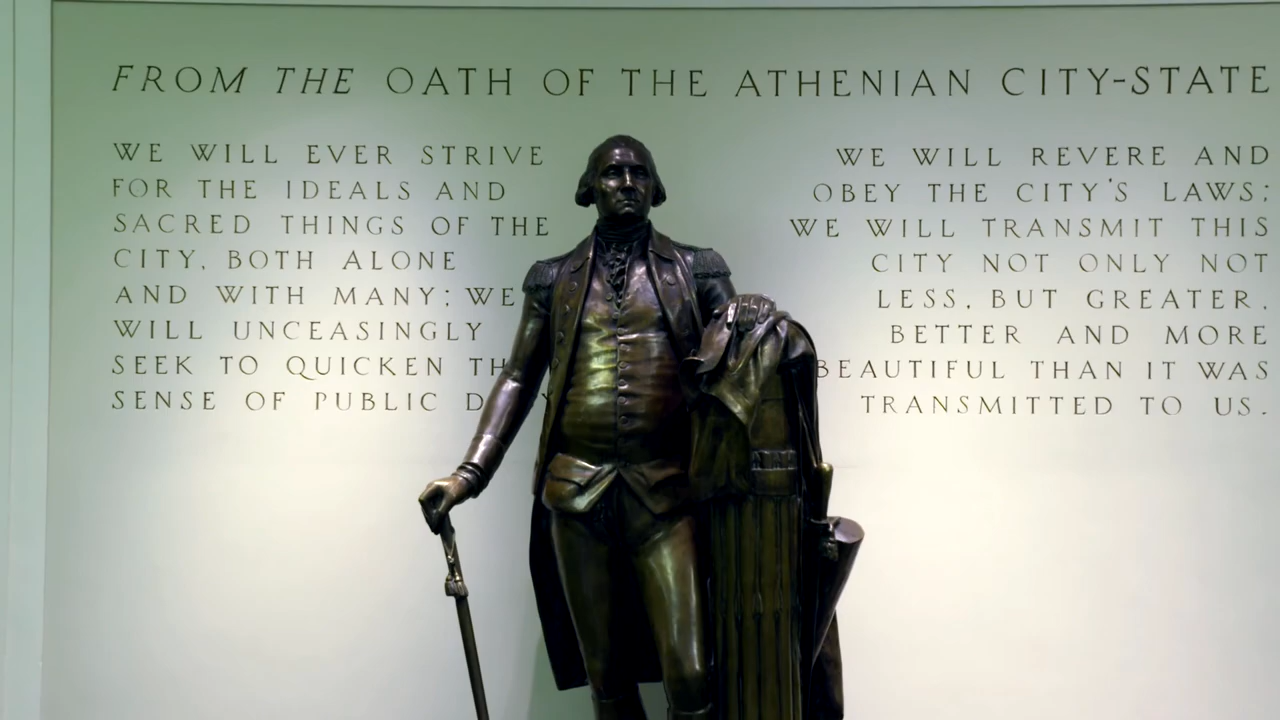 FROM THE OATH OF THE ATHENIAN CITY-STATE
WE WILL EVER STRIVE
FOR THE IDEALS AND
SACRED THINGS OF THE
CITY, BOTH ALONE
AND WITH MANY; WE
WILL UNCEASINGLY
SEEK TO QUICKEN TH
SENSE OF PUBLIC D Y
WE WILL REVERE AND
OBEY THE CITY'S LAWS;
WE WILL TRANSMIT THIS
CITY NOT ONLY NOT
LESS, BUT GREATER,
BETTER AND MORE
BEAUTIFUL THAN IT WAS
TRANSMITTED TO US.